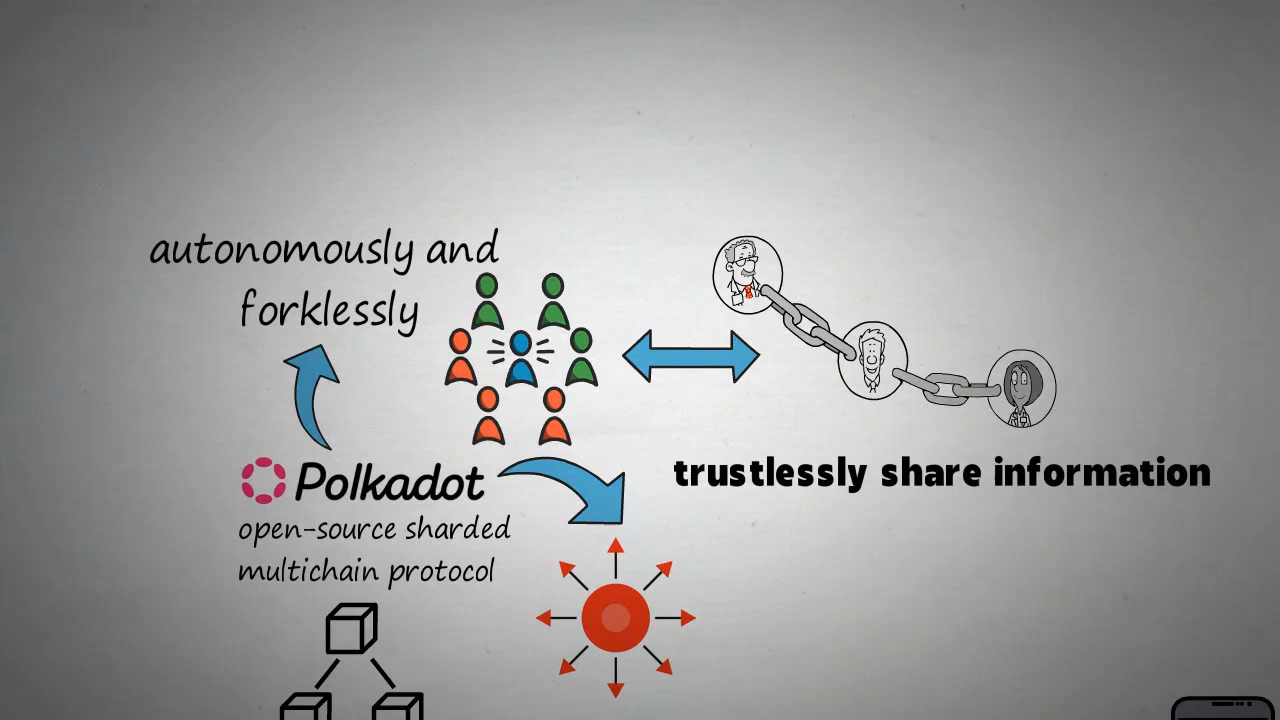 autonomously and
forklessly
Polkadot
open-source sharded
multichain protocol
trustlessly share information